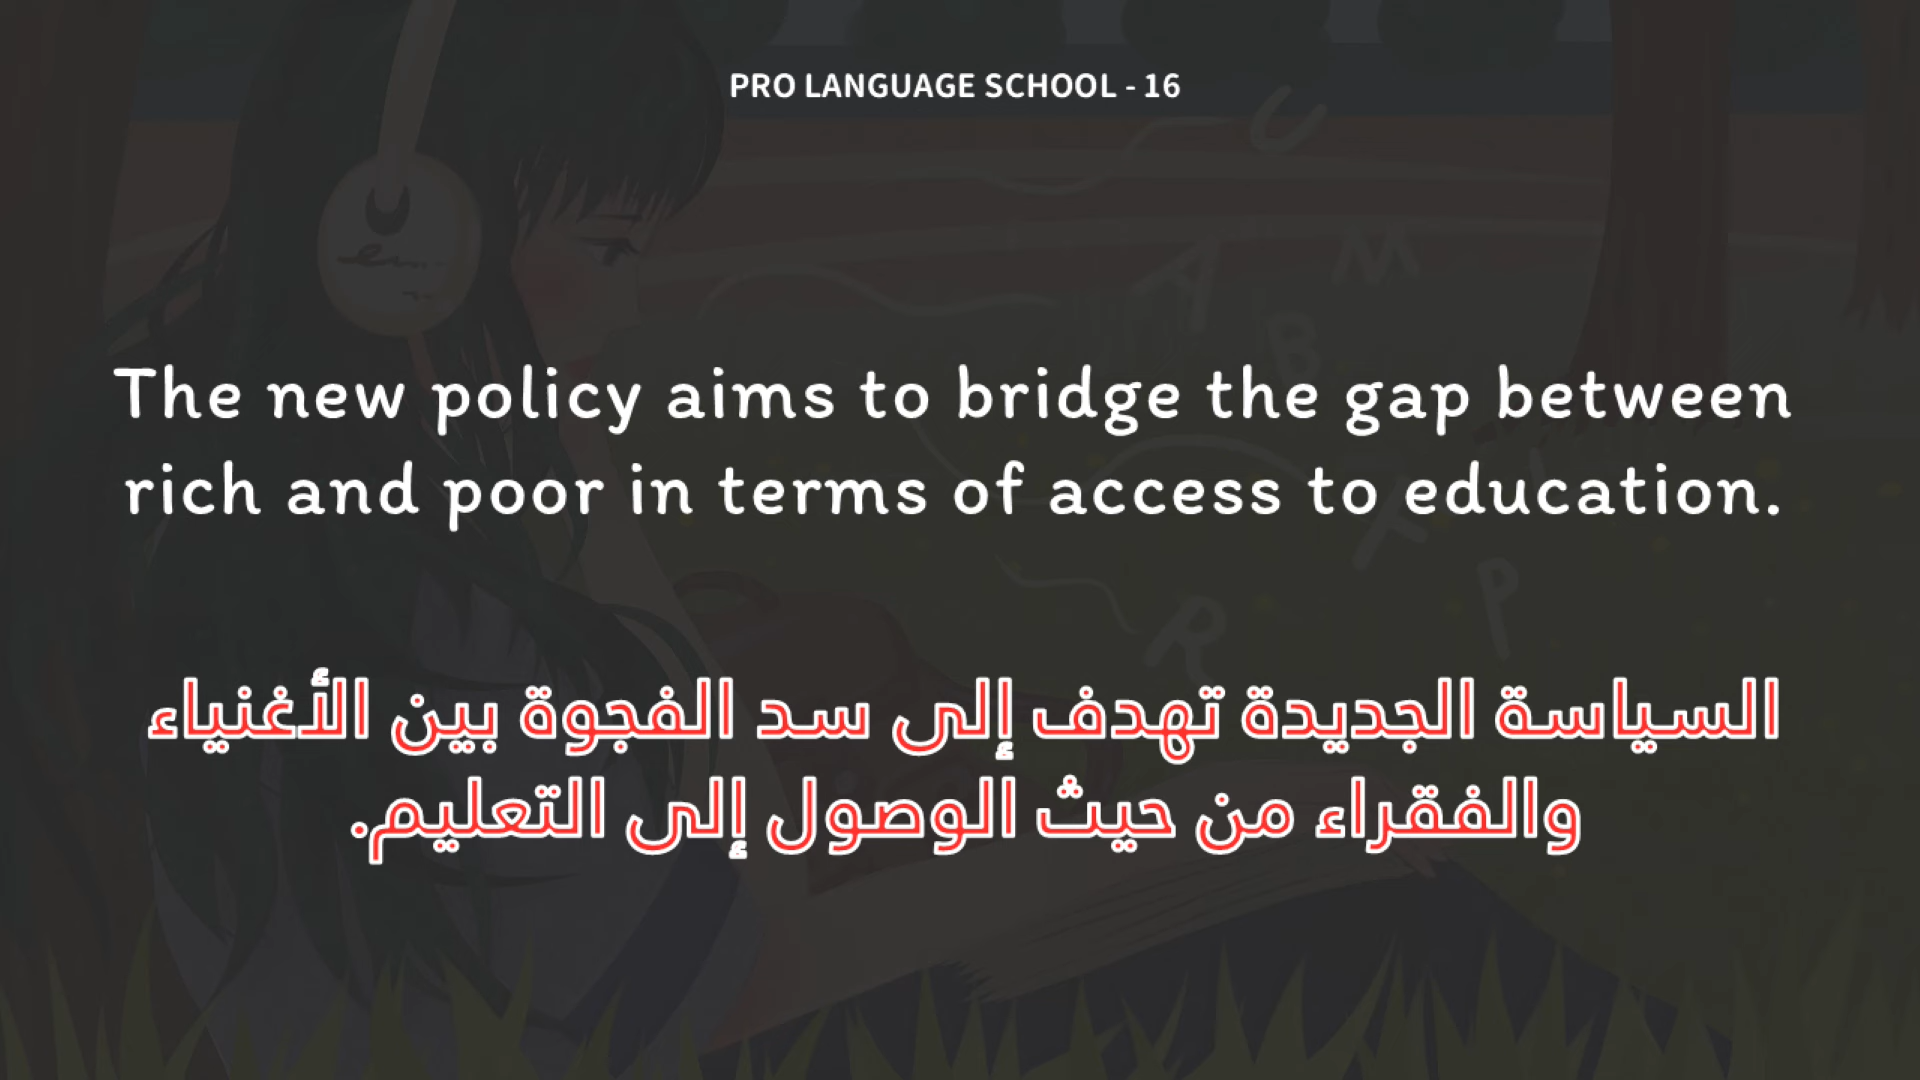 PRO LANGUAGE SCHOOL - 16
The new policy aims to bridge the gap between
rich and poor in terms of access to education.
السياسة الجديدة تهدف إلى سد الفجوة بين الأغنياء
والفقراء من حيث الوصول إلى التعليم.
U
A M
B
F
P
R